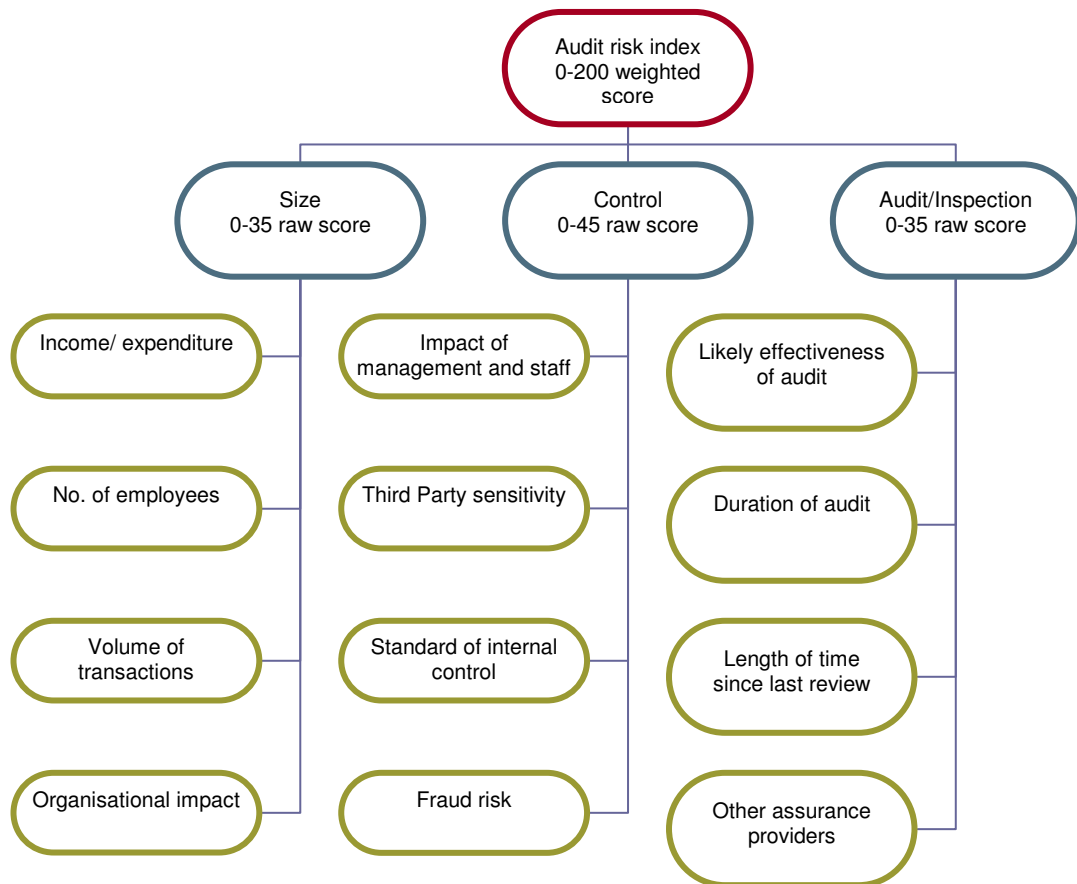 Audit risk index
0-200 weighted
score
Size
0-35 raw score
Control
0-45 raw score
Audit/Inspection
0-35 raw score
Income/ expenditure
Impact of
management and staff
Likely effectiveness
of audit
No. of employees
Third Party sensitivity
Duration of audit
Volume of
transactions
Standard of internal
control
Length of time
since last review
Organisational impact
Fraud risk
Other assurance
providers